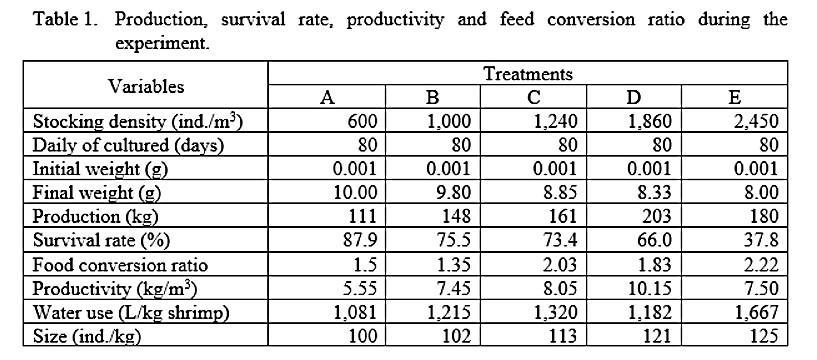 Table 1. Production, survival rate, productivity and feed conversion ratio during the
experiment.
Variables Treatments
A B C D E
Stocking density (ind./m³) 600 1,000 1,240 1,860 2,450
Daily of cultured (days) 80 80 80 80 80
Initial weight (g) 0.001 0.001 0.001 0.001 0.001
Final weight (g) 10.00 9.80 8.85 8.33 8.00
Production (kg) 111 148 161 203 180
Survival rate (%) 87.9 75.5 73.4 66.0 37.8
Food conversion ratio 1.5 1.35 2.03 1.83 2.22
Productivity (kg/m³) 5.55 7.45 8.05 10.15 7.50
Water use (L/kg shrimp) 1,081 1,215 1,320 1,182 1,667
Size (ind./kg) 100 102 113 121 125